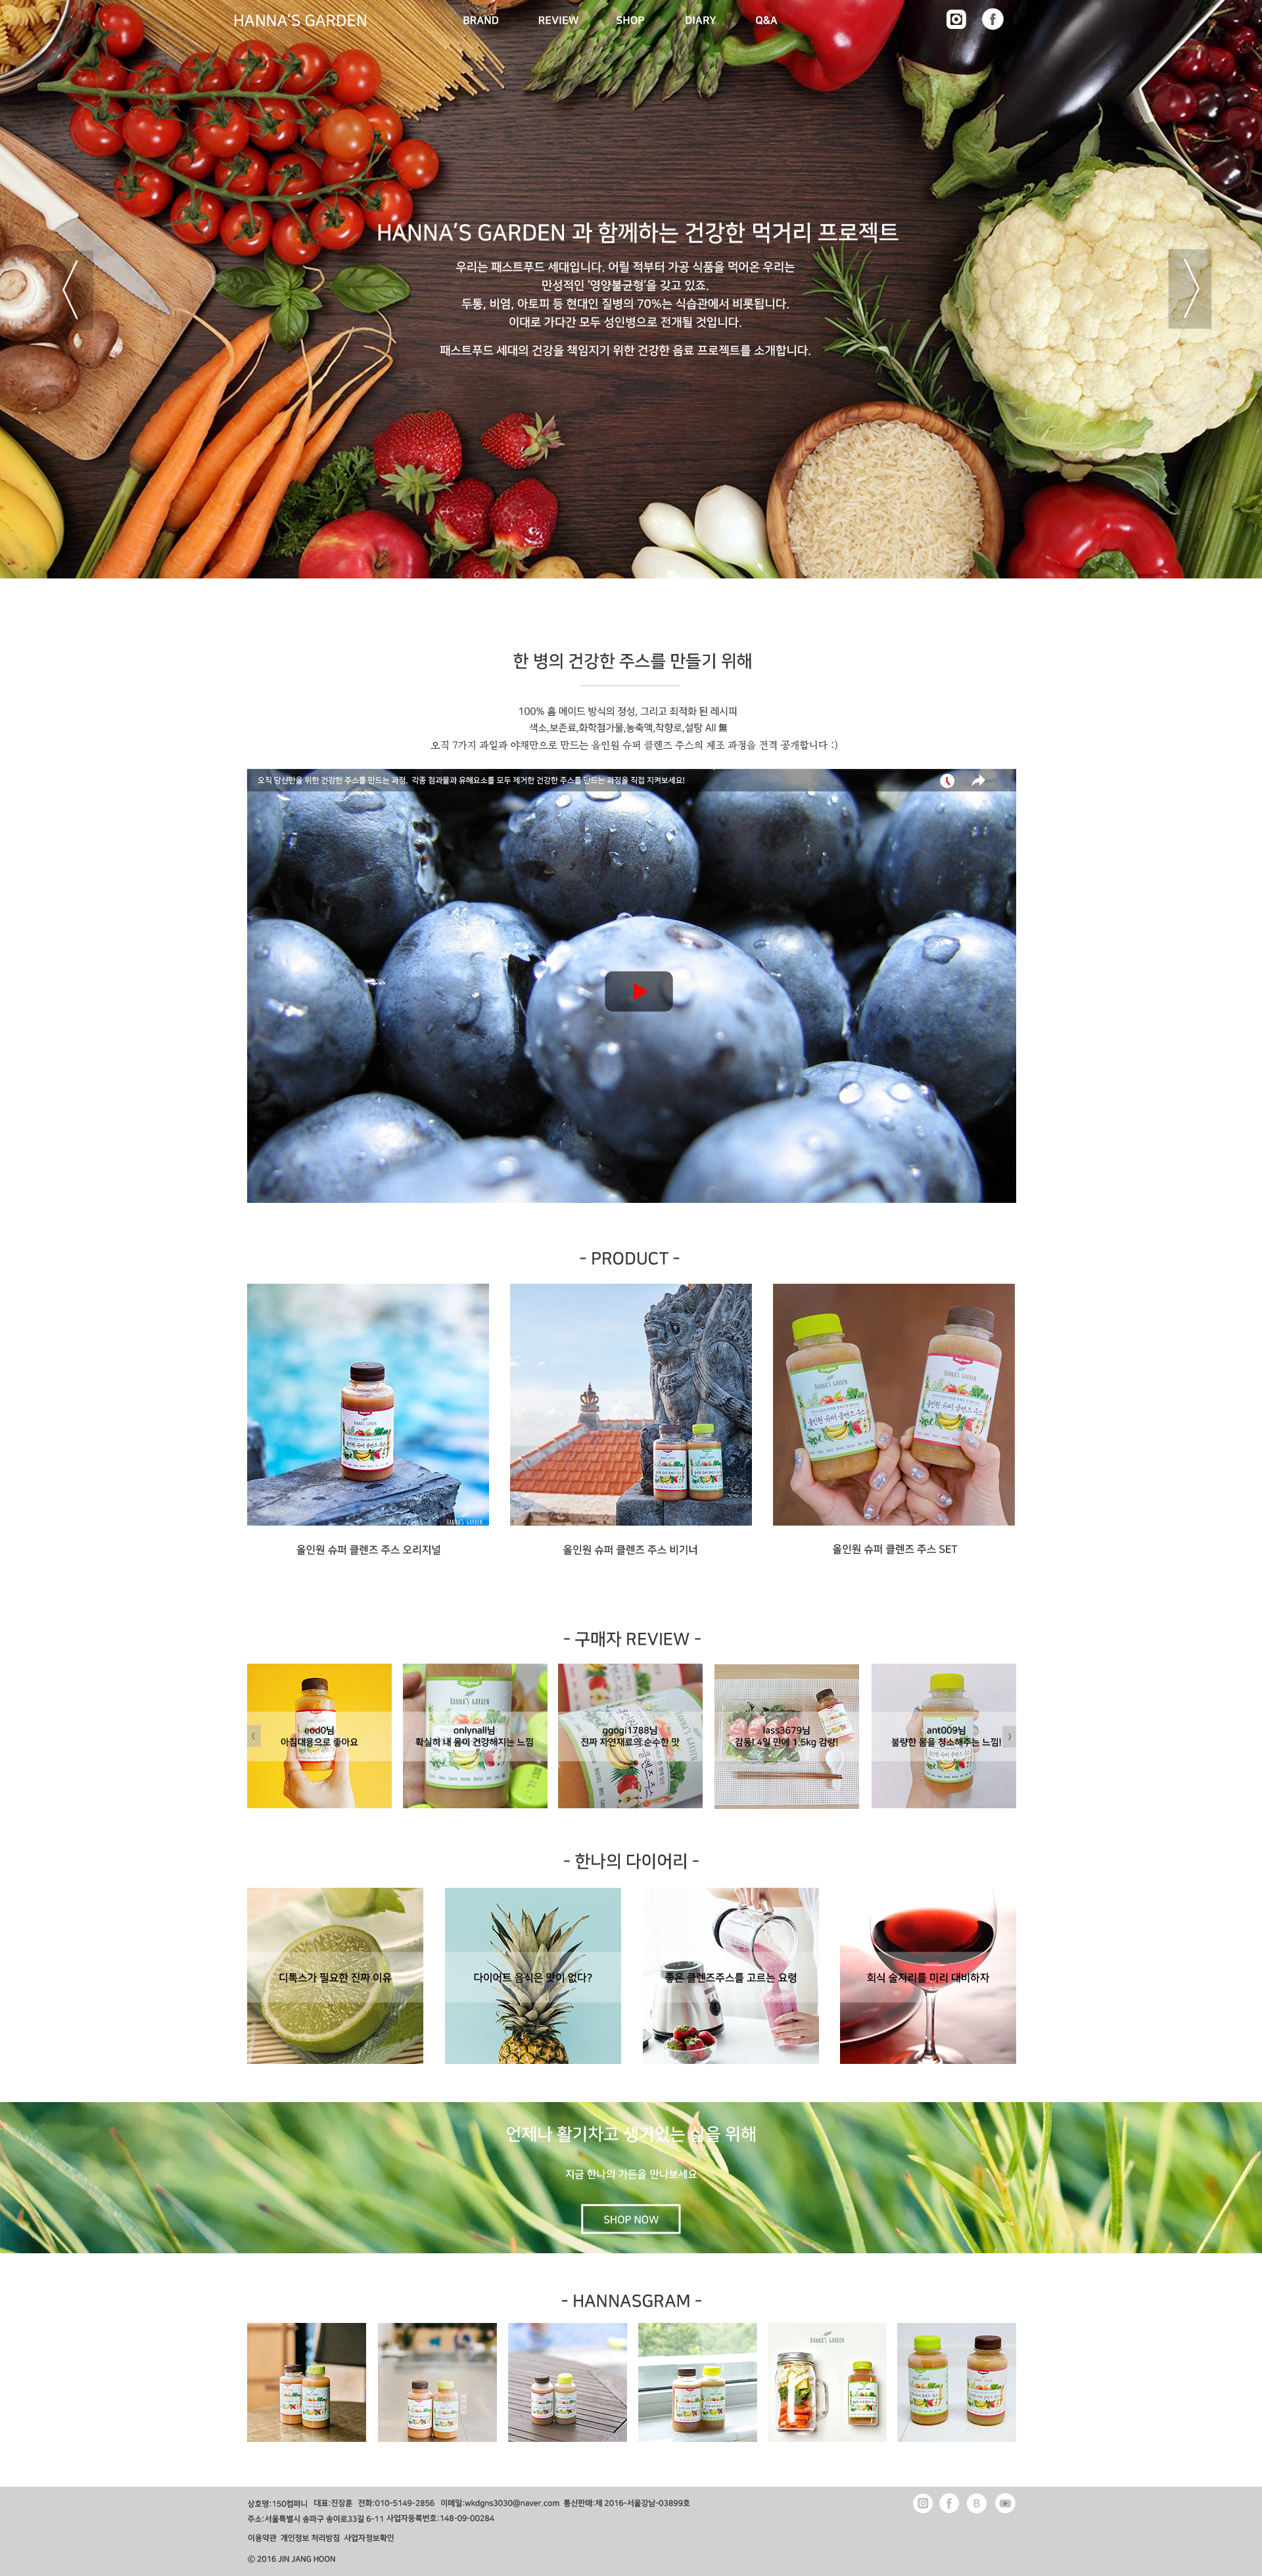 HANNA'S GARDEN
BRAND
REVIEW
SHOP
DIARY
Q&A
HANNA'S GARDEN 과 함께하는 건강한 먹거리 프로젝트
우리는 패스트푸드 세대입니다. 어릴 적부터 가공 식품을 먹어온 우리는
만성적인 '영양불균형'을 갖고 있죠.
두통, 비염, 아토피 등 현대인 질병의 70%는 식습관에서 비롯됩니다.
이대로 가다간 모두 성인병으로 전개될 것입니다.
패스트푸드 세대의 건강을 책임지기 위한 건강한 음료 프로젝트를 소개합니다.
한 병의 건강한 주스를 만들기 위해
100% 홈 메이드 방식의 정성, 그리고 최적화 된 레시피
색소,보존료,화학첨가물,농축액,착향료,설탕 All 無
오직 7가지 과일과 야채만으로 만드는 올인원 슈퍼 클렌즈 주스의 제조 과정을 전격 공개합니다 :)
오직 당신만을 위한 건강한 주스를 만드는 과정, 각종 첨과물과 유해요소를 모두 제거한 건강한 주스를 만드는 과정을 직접 지켜보세요!
- PRODUCT -
HANNA'S GARDEN
올인원 슈퍼 클렌즈 주스
올인원 슈퍼 클렌즈 주스 오리지널
올인원 슈퍼 클렌즈 주스 비기너
올인원 슈퍼 클렌즈 주스 SET
- 구매자 REVIEW -
eod0님
아침대용으로 좋아요
Original
HANNA'S GARDEN
onlynall님
확실히 내 몸이 건강해지는 느낌
ggogi1788님
진짜 자연재료의 순수한 맛
lass3679님
감동! 4일 만에 1.5kg 감량!
ant009님
불량한 몸을 청소해주는 느낌!
- 한나의 다이어리 -
디톡스가 필요한 진짜 이유
다이어트 음식은 맛이 없다?
좋은 클렌즈주스를 고르는 요령
회식 술자리를 미리 대비하자
언제나 활기차고 생기있는 삶을 위해
지금 한나의 가든을 만나보세요
SHOP NOW
- HANNASGRAM -
HANNA'S GARDEN
상호명:150컴퍼니 대표:진장훈 전화:010-5149-2856 이메일:wkdgns3030@naver.com 통신판매:제 2016-서울강남-03899호
주소:서울특별시 송파구 송이로33길 6-11 사업자등록번호:148-09-00284
이용약관 개인정보 처리방침 사업자정보확인
© 2016 JIN JANG HOON